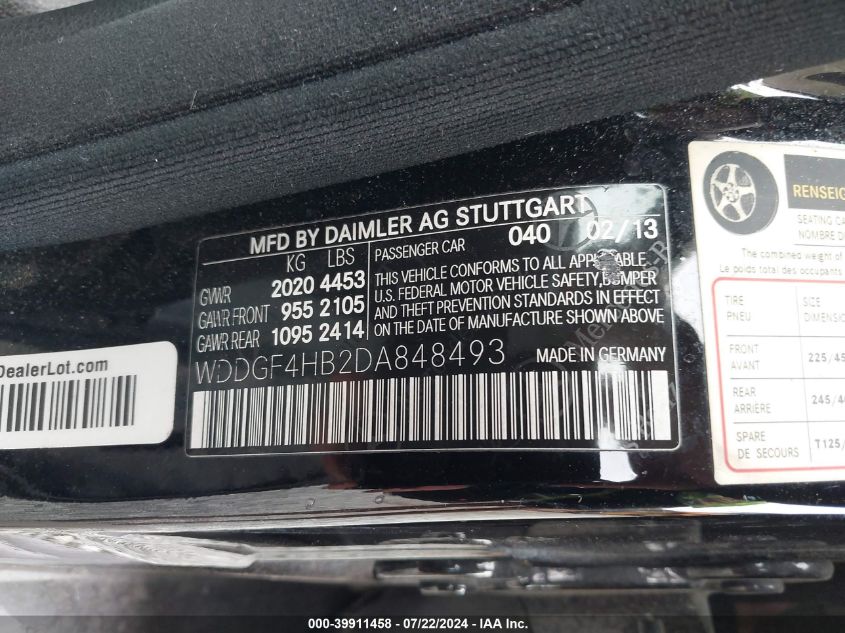 MFD BY DAIMLER AG STUTTGART
KG LBS
GVWR 2020 4453
GAWR FRONT 955 2105
GAWR REAR 1095 2414
PASSENGER CAR 040 02/13
THIS VEHICLE CONFORMS TO ALL APPLICABLE
U.S. FEDERAL MOTOR VEHICLE SAFETY, BUMPER
AND THEFT PREVENTION STANDARDS IN EFFECT
ON THE DATE OF MANUFACTURE SHOWN ABOVE
WDDGF4HB2DA848493 MADE IN GERMANY
DealerLot.com
RENSEIG
SEATING CA
NOMBRE D
The combined weight of
Le poids total des occupants
TIRE SIZE
PNEU DIMENSION
FRONT
AVANT 225/45
REAR
ARRIÈRE 245/40
SPARE
DE SECOURS T125/
000-39911458 - 07/22/2024 - IAA Inc.